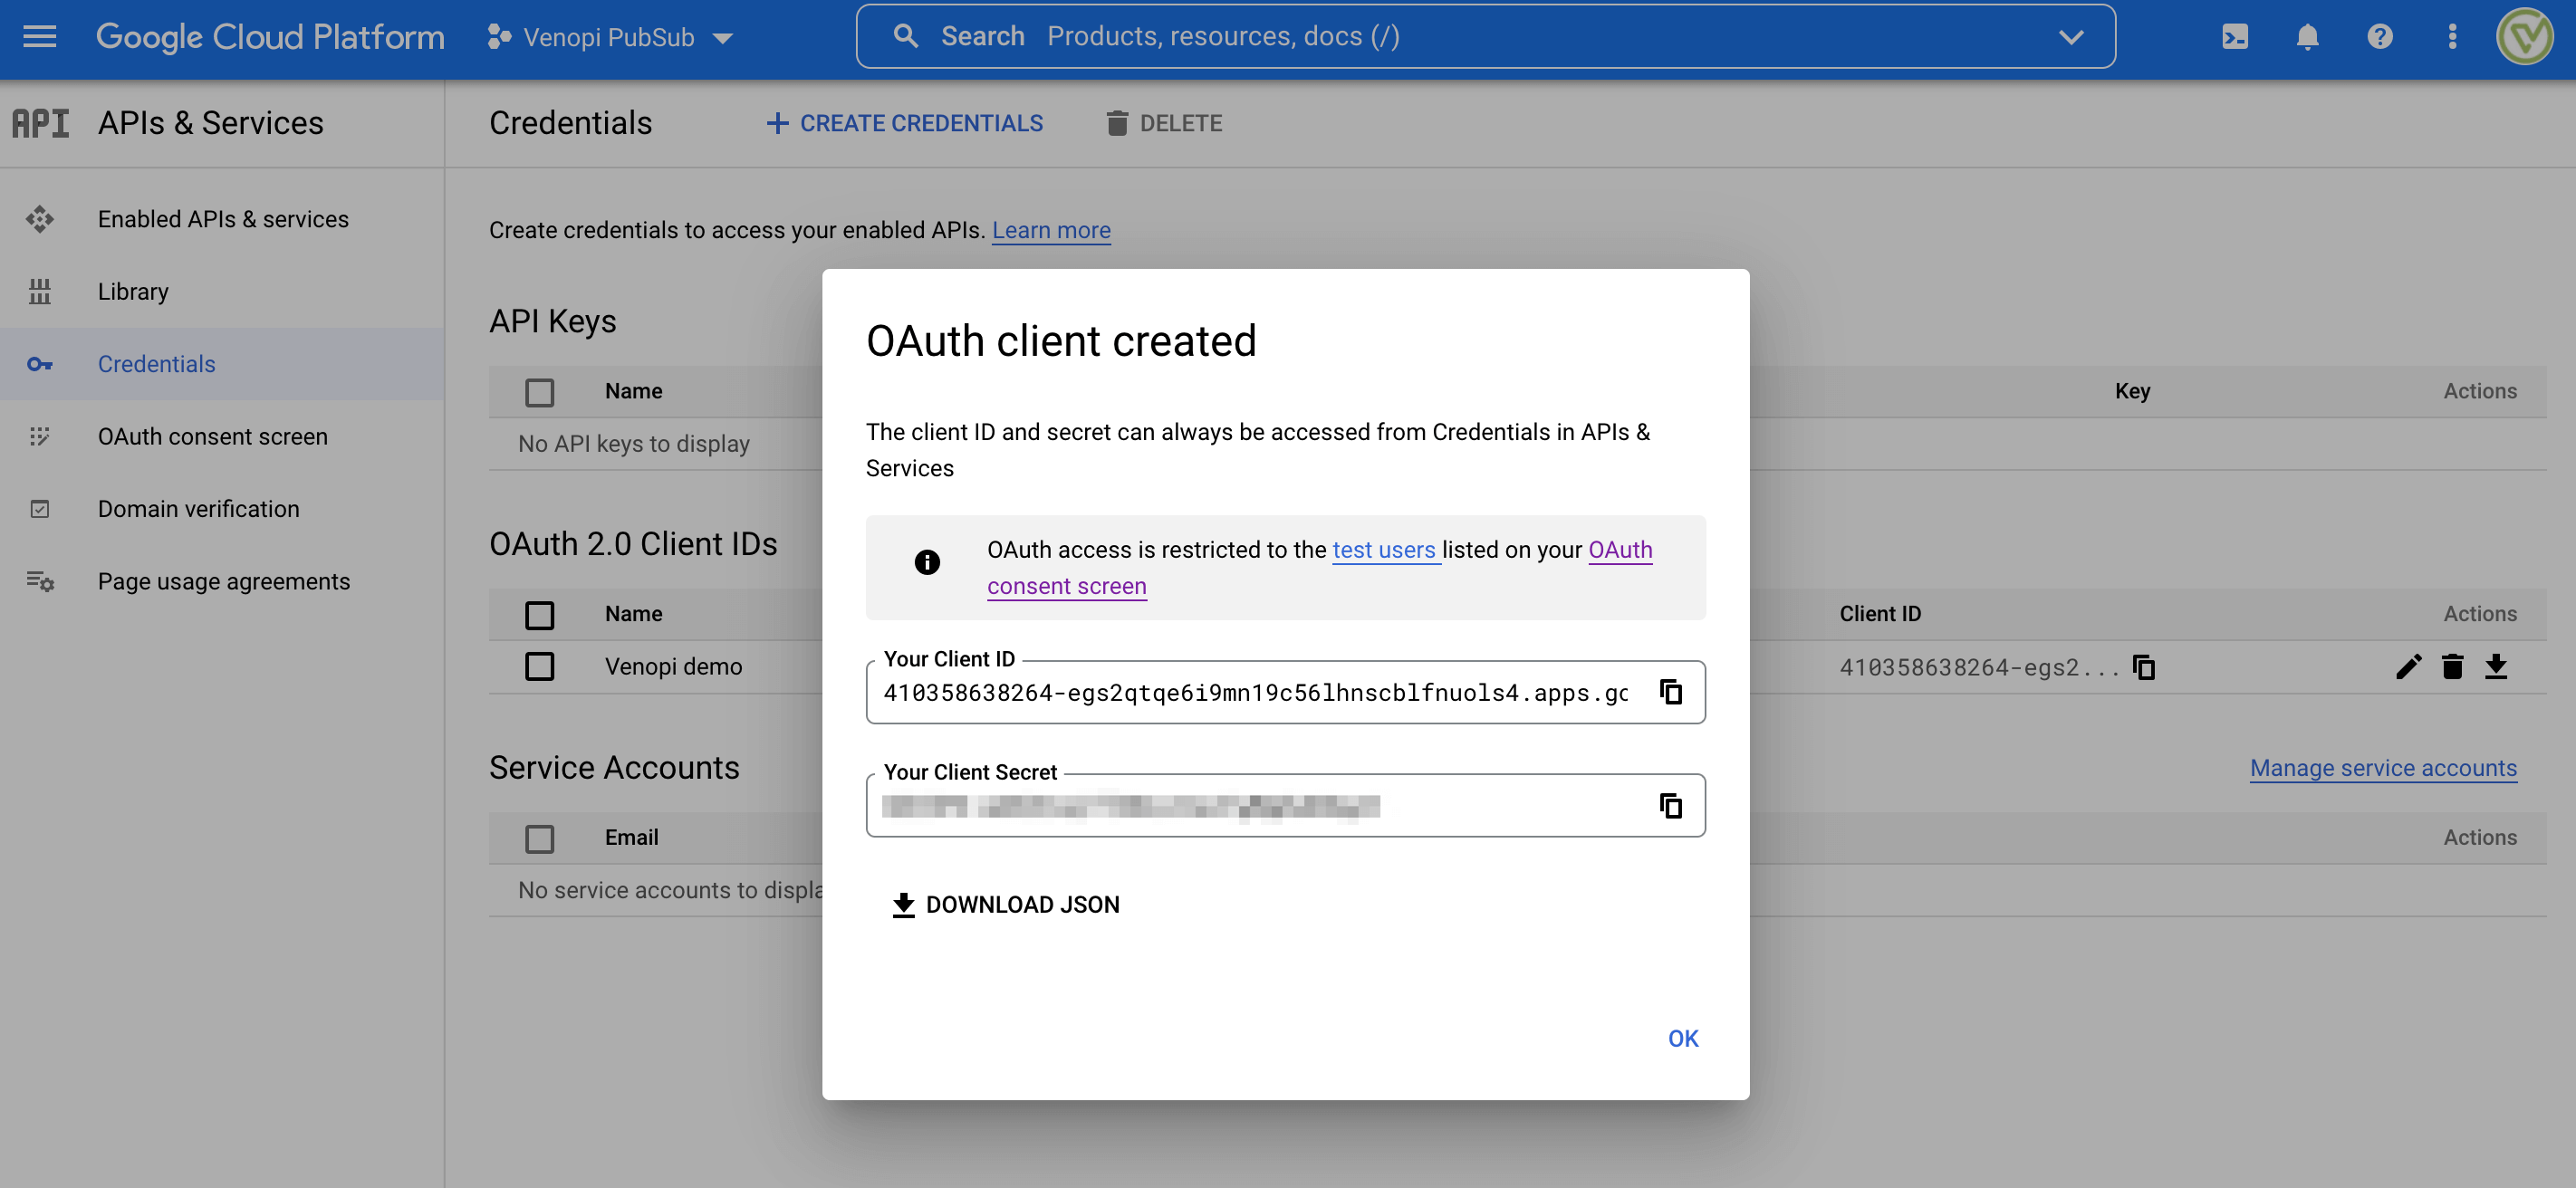 Google Cloud Platform
Venopi PubSub
Search Products, resources, docs (/)
API APIs & Services
Credentials
CREATE CREDENTIALS
DELETE
Enabled APIs & services
Library
Credentials
OAuth consent screen
Domain verification
Page usage agreements
Create credentials to access your enabled APIs. Learn more
API Keys
Name
Key
Actions
No API keys to display
OAuth 2.0 Client IDs
Name
Client ID
Actions
Venopi demo
410358638264-egs2...
Service Accounts
Manage service accounts
Email
Actions
No service accounts to displa
OAuth client created
The client ID and secret can always be accessed from Credentials in APIs &
Services
OAuth access is restricted to the test users listed on your OAuth
consent screen
Your Client ID
410358638264-egs2qtqe6i9mn19c56lhnscblfnuols4.apps.gc
Your Client Secret
DOWNLOAD JSON
OK